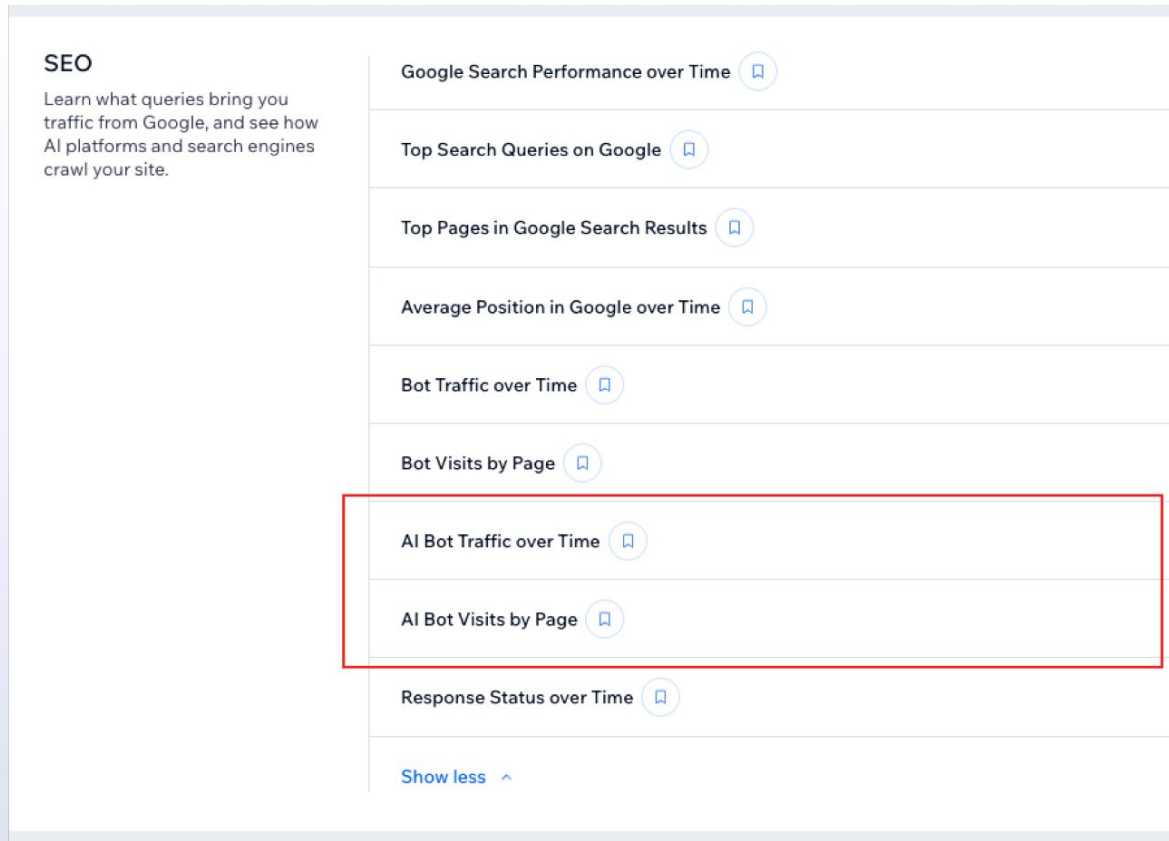 SEO
Learn what queries bring you
traffic from Google, and see how
AI platforms and search engines
crawl your site.
Google Search Performance over Time
Top Search Queries on Google
Top Pages in Google Search Results
Average Position in Google over Time
Bot Traffic over Time
Bot Visits by Page
AI Bot Traffic over Time
AI Bot Visits by Page
Response Status over Time
Show less